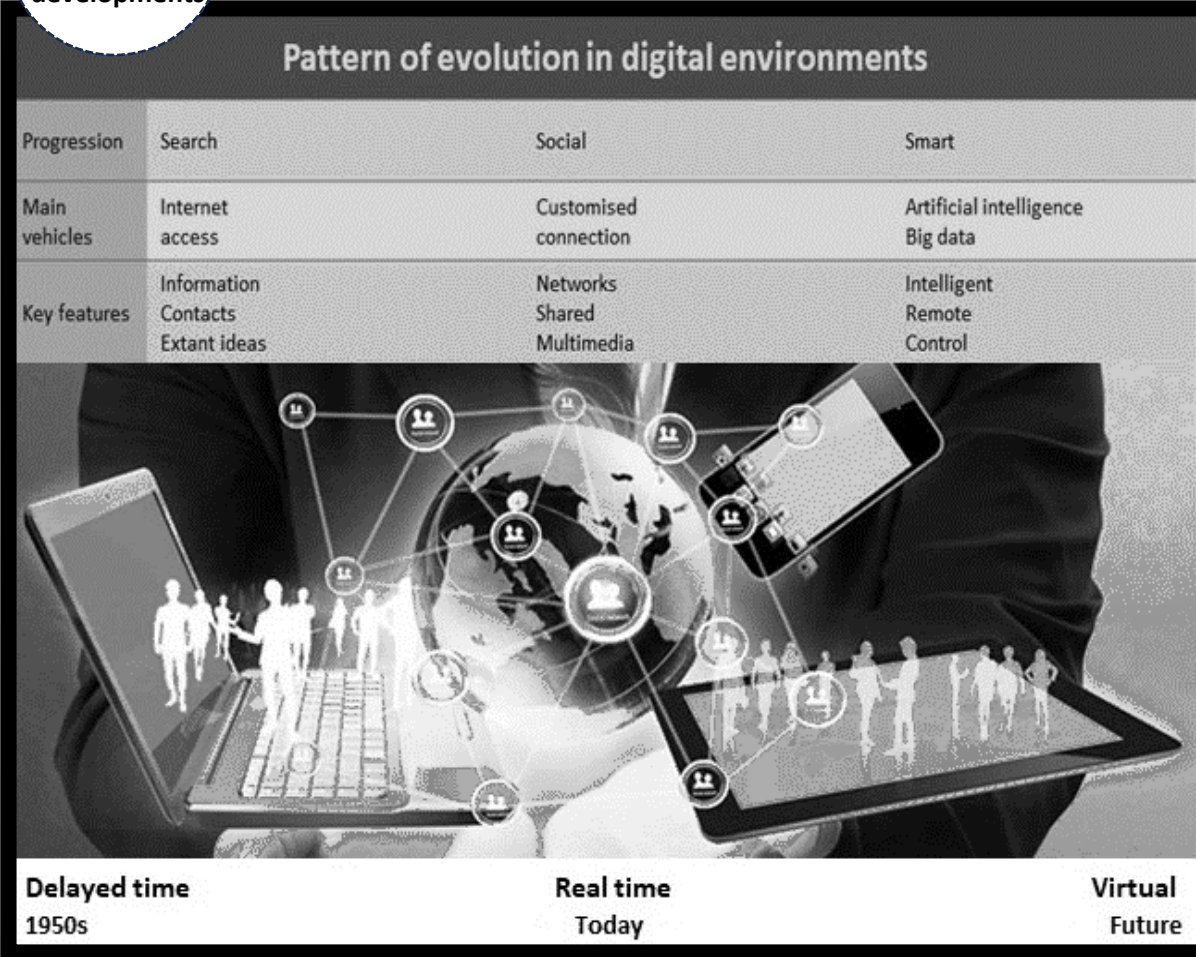 developments
Pattern of evolution in digital environments
Progression Search Social Smart
Main vehicles Internet access Customised connection Artificial intelligence Big data
Key features Information Contacts Extant ideas Networks Shared Multimedia Intelligent Remote Control
Delayed time Real time Virtual
1950s Today Future